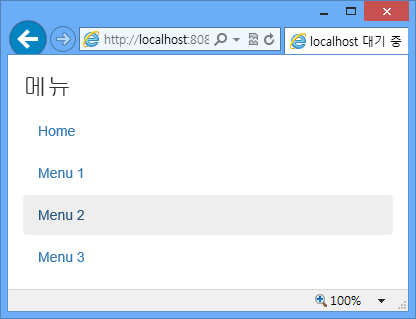 http://localhost:808
localhost 대기 중
메뉴
Home
Menu 1
Menu 2
Menu 3
100%